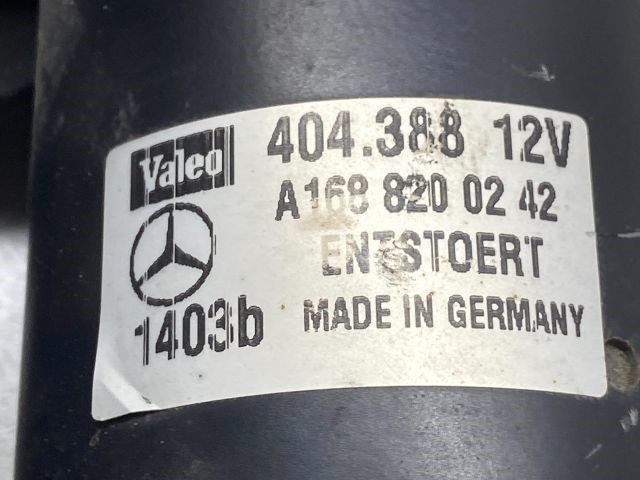 Valeo 404.388 12V
A168 820 02 42
ENTSTOERT
1403b MADE IN GERMANY